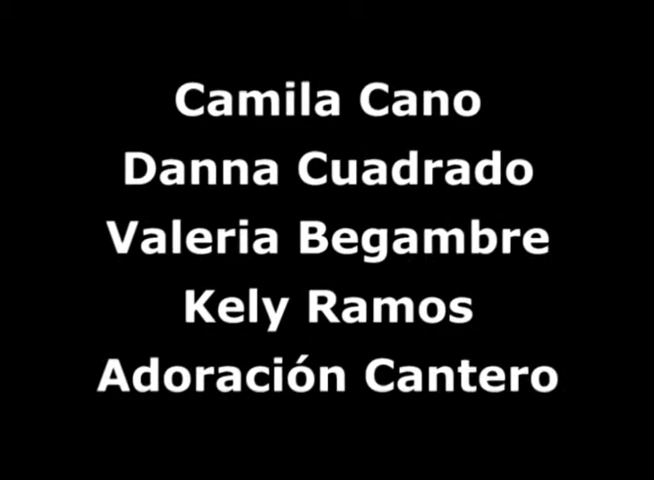 Camila Cano
Danna Cuadrado
Valeria Begambre
Kely Ramos
Adoración Cantero